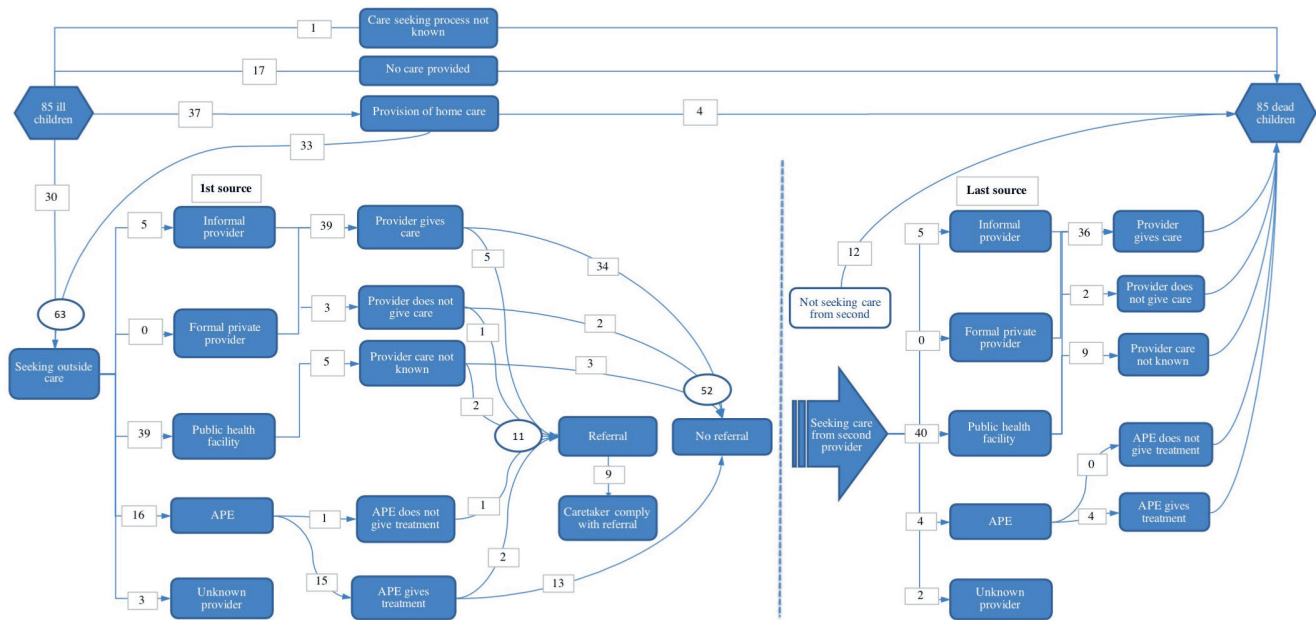 1
Care seeking process not
known
17
No care provided
85 ill
children
37
Provision of home care
4
85 dead
children
33
30
1st source
5
Informal
provider
39
Provider gives
care
5
34
63
0
Formal private
provider
3
Provider does not
give care
1
2
Seeking outside
care
5
Provider care not
known
3
2
52
39
Public health
facility
11
Referral
No referral
9
Caretaker comply
with referral
16
APE
1
APE does not
give treatment
1
15
APE gives
treatment
2
13
3
Unknown
provider
12
Not seeking care
from second
Seeking care
from second
provider
Last source
5
Informal
provider
36
Provider
gives care
0
Formal private
provider
2
Provider does
not give care
9
Provider care
not known
40
Public health
facility
0
APE does not
give treatment
4
APE
4
APE gives
treatment
2
Unknown
provider